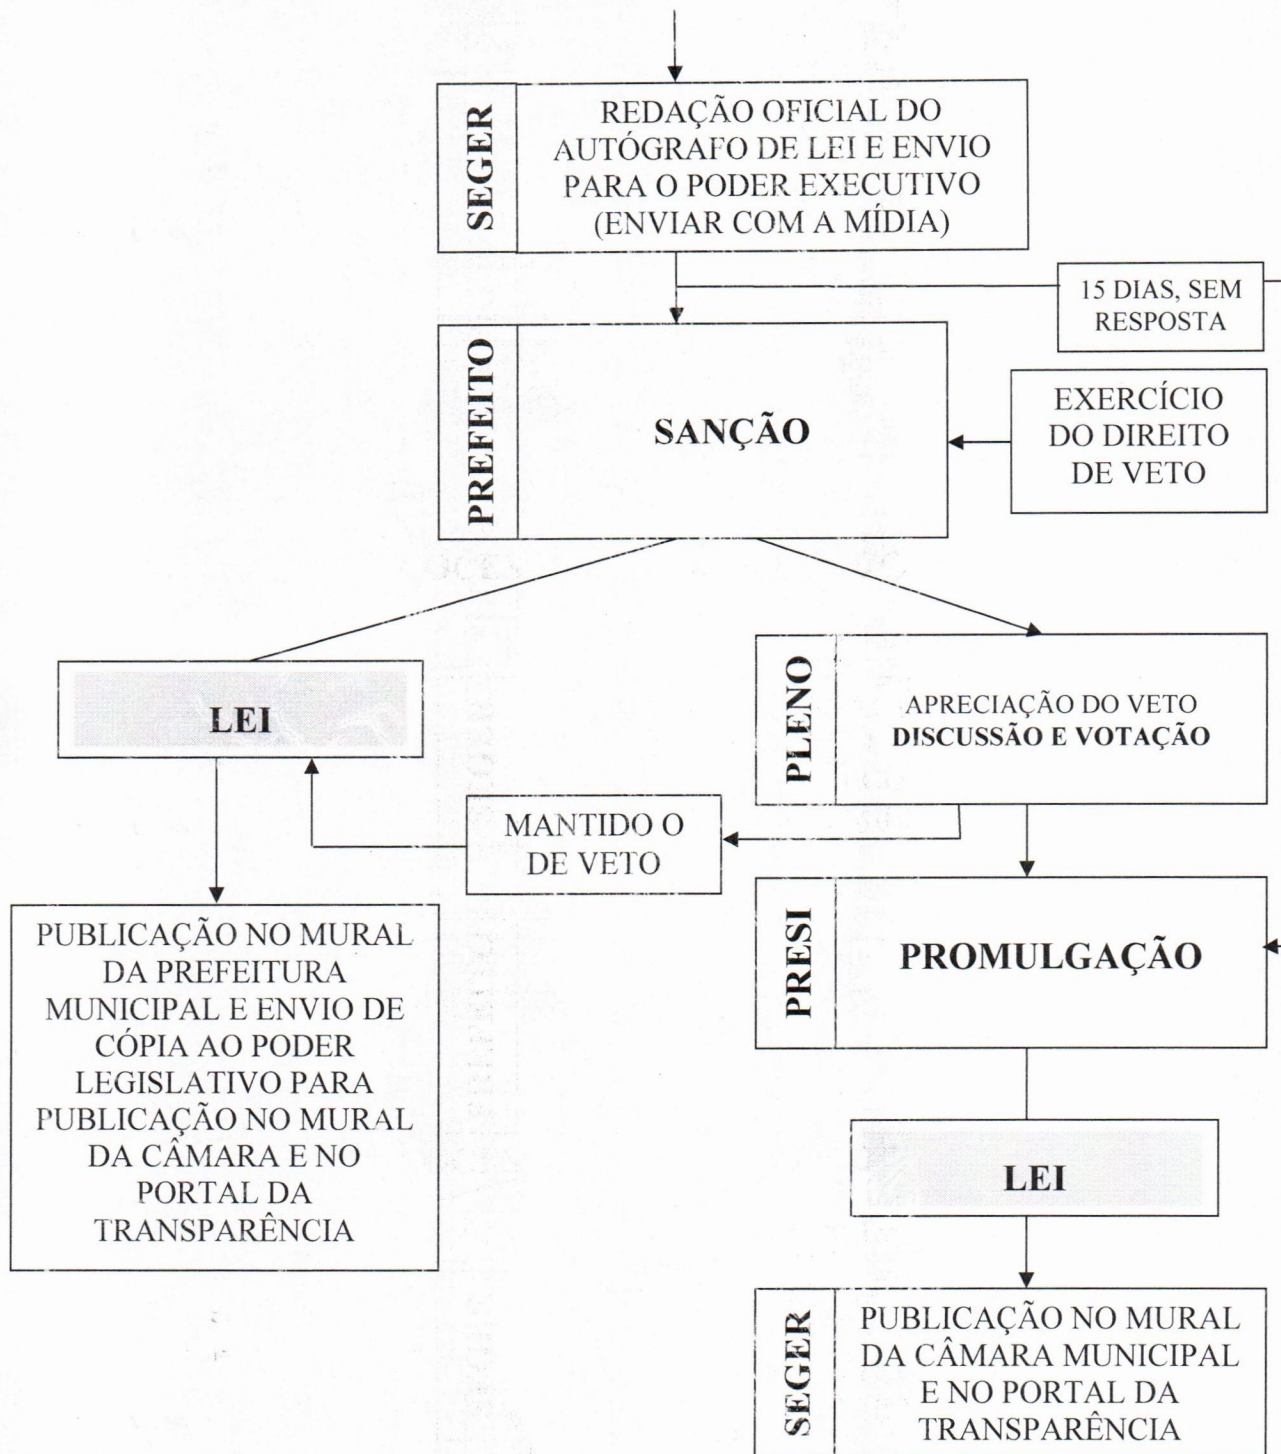 SEGER
REDAÇÃO OFICIAL DO
AUTÓGRAFO DE LEI E ENVIO
PARA O PODER EXECUTIVO
(ENVIAR COM A MÍDIA)
15 DIAS, SEM
RESPOSTA
PREFEITO
SANÇÃO
EXERCÍCIO
DO DIREITO
DE VETO
LEI
PLENO
APRECIAÇÃO DO VETO
DISCUSSÃO E VOTAÇÃO
MANTIDO O
DE VETO
PRESI
PROMULGAÇÃO
PUBLICAÇÃO NO MURAL
DA PREFEITURA
MUNICIPAL E ENVIO DE
CÓPIA AO PODER
LEGISLATIVO PARA
PUBLICAÇÃO NO MURAL
DA CÂMARA E NO
PORTAL DA
TRANSPARÊNCIA
LEI
SEGER
PUBLICAÇÃO NO MURAL
DA CÂMARA MUNICIPAL
E NO PORTAL DA
TRANSPARÊNCIA